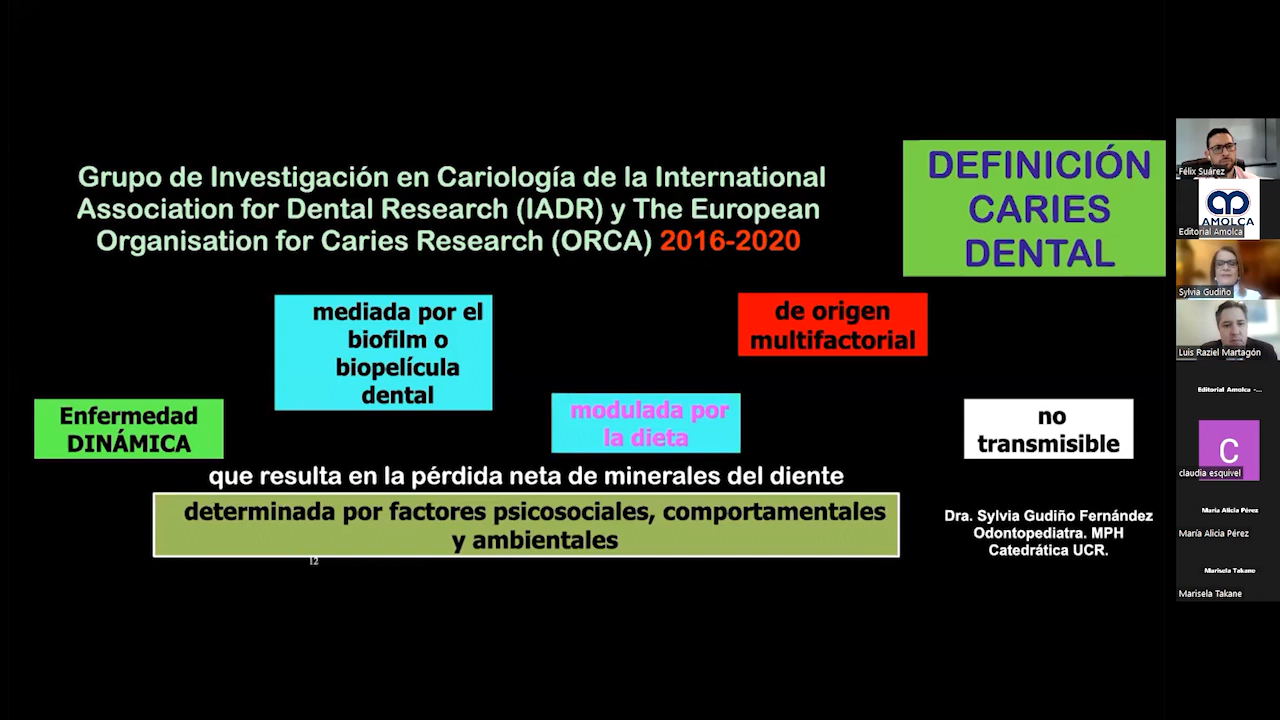 Grupo de Investigación en Cariología de la International
Association for Dental Research (IADR) y The European
Organisation for Caries Research (ORCA) 2016-2020
DEFINICIÓN
CARIES
DENTAL
mediada por el
biofilm o
biopelícula
dental
de origen
multifactorial
Enfermedad
DINÁMICA
modulada por
la dieta
no
transmisible
que resulta en la pérdida neta de minerales del diente
determinada por factores psicosociales, comportamentales
y ambientales
12
Dra. Sylvia Gudiño Fernández
Odontopediatra. MPH
Catedrática UCR.
Félix Suárez
AMOLCA
Editorial Amolca
Sylvia Gudiño
Luis Raziel Martagón
Editorial Amolca -...
C
claudia esquivel
María Alicia Pérez
María Alicia Pérez
Marisela Takane
Marisela Takane